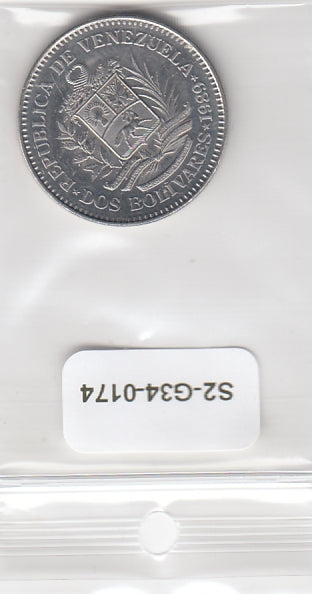 REPUBLICA DE VENEZUELA★1989★
★DOS BOLIVARES★
S2-G34-0174